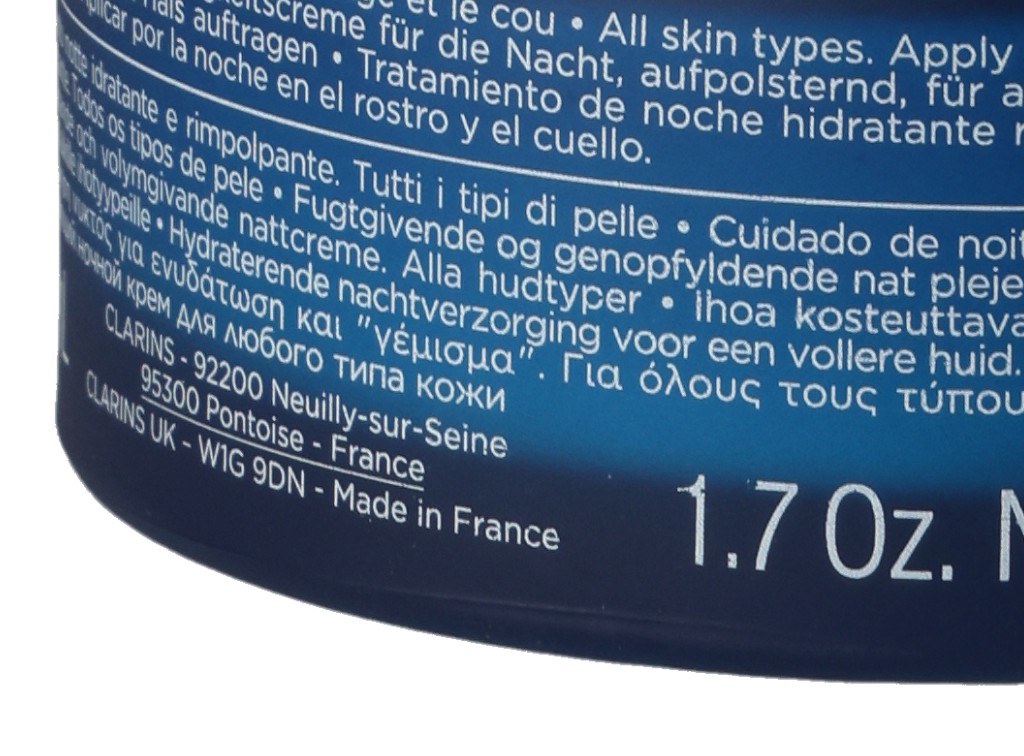 et le cou • All skin types. Apply
für die Nacht, aufpolsternd, für a
auftragen • Tratamiento de noche hidratante
por la noche en el rostro y el cuello.
notte idratante e rimpolpante. Tutti i tipi di pelle • Cuidado de noit
Todos os tipos de pele • Fugtgivende og genopfyldende nat pleje
och volymgivande nattcreme. Alla hudtyper • Ihoa kosteuttava
ihotyypeille • Hydraterende nachtverzorging voor een vollere huid.
νυκτός για ενυδάτωση και "γέμισμα". Για όλους τους τύπου
ночной крем для любого типа кожи
CLARINS - 92200 Neuilly-sur-Seine
95300 Pontoise - France
CLARINS UK - W1G 9DN - Made in France
1.7 Oz.